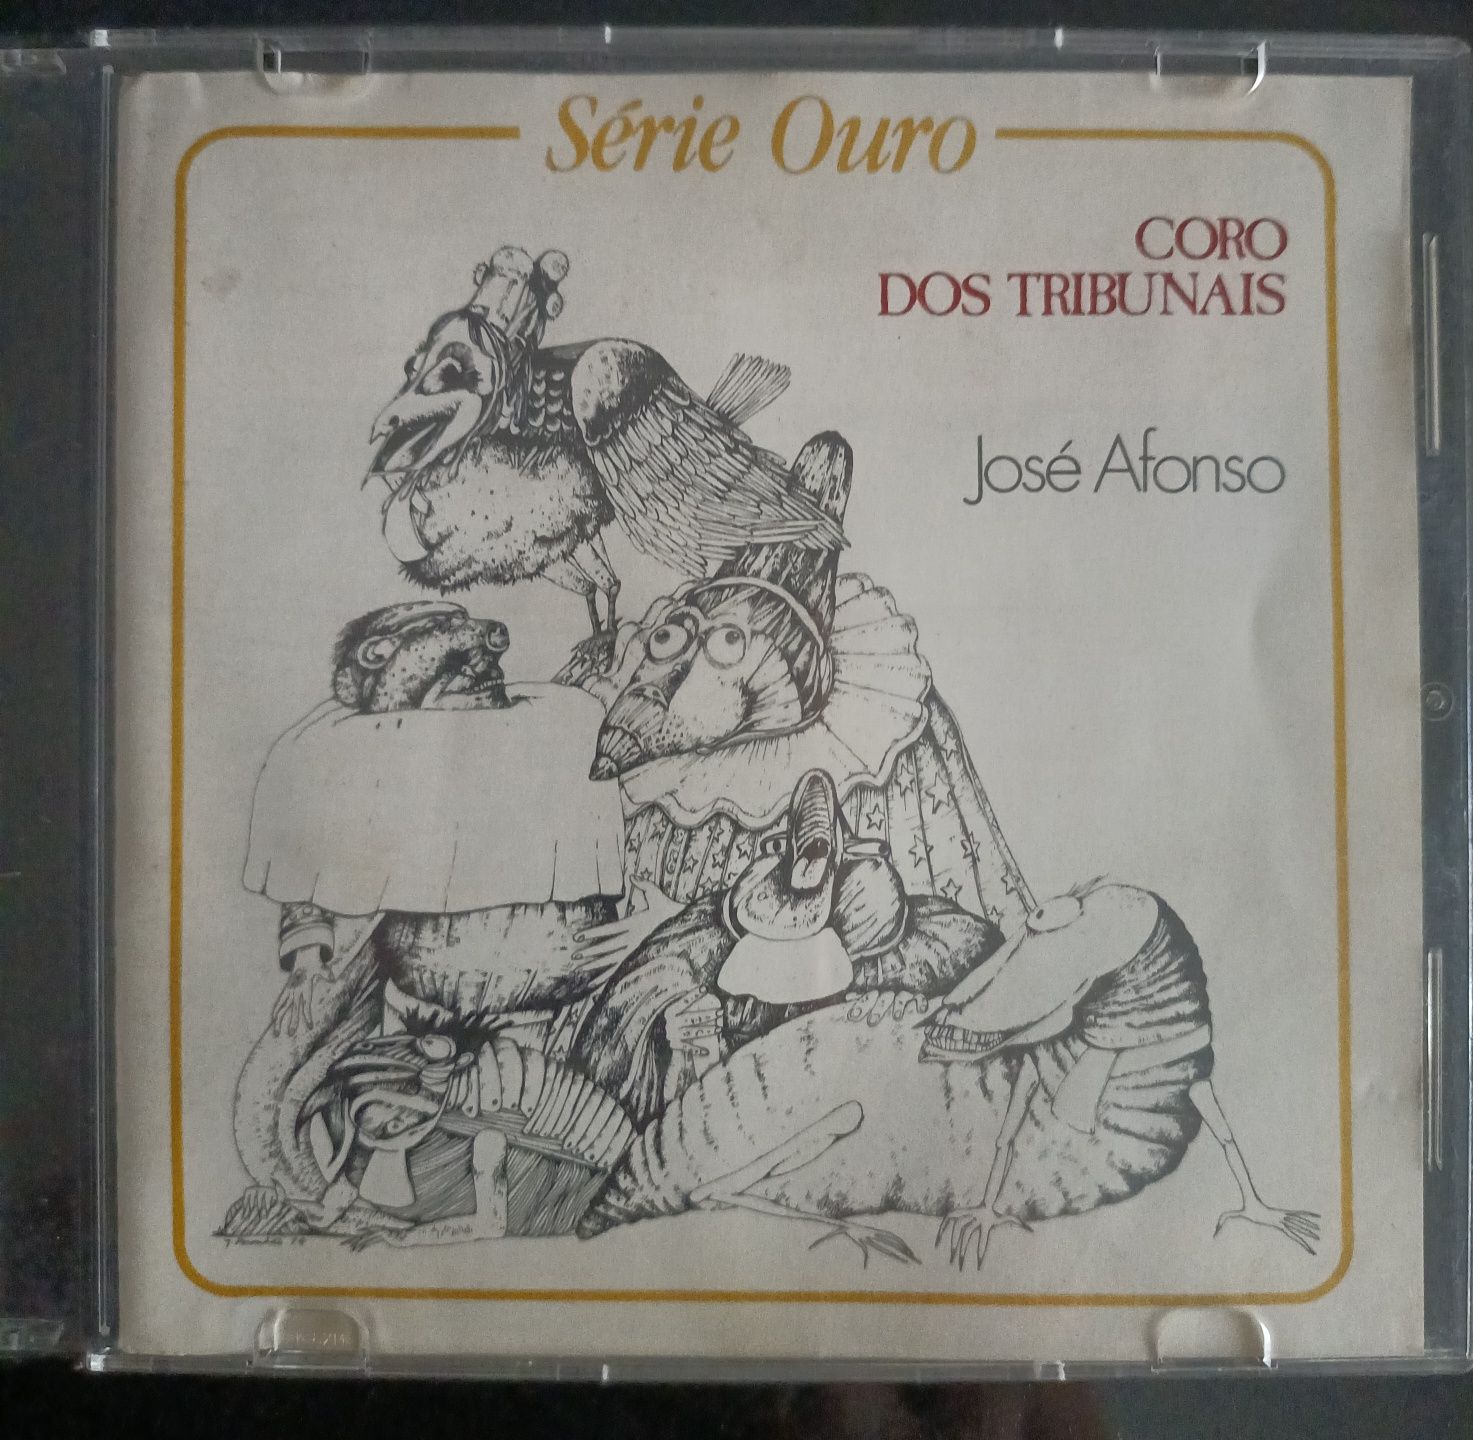 Série Ouro
CORO
DOS TRIBUNAIS
José Afonso